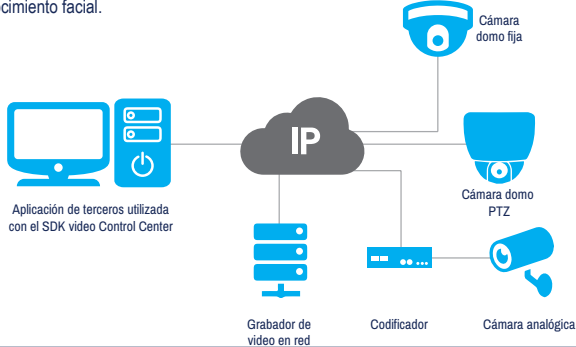 cimiento facial.
Cámara
domo fija
IP
Cámara domo
PTZ
Aplicación de terceros utilizada
con el SDK video Control Center
Grabador de
video en red
Codificador
Cámara analógica